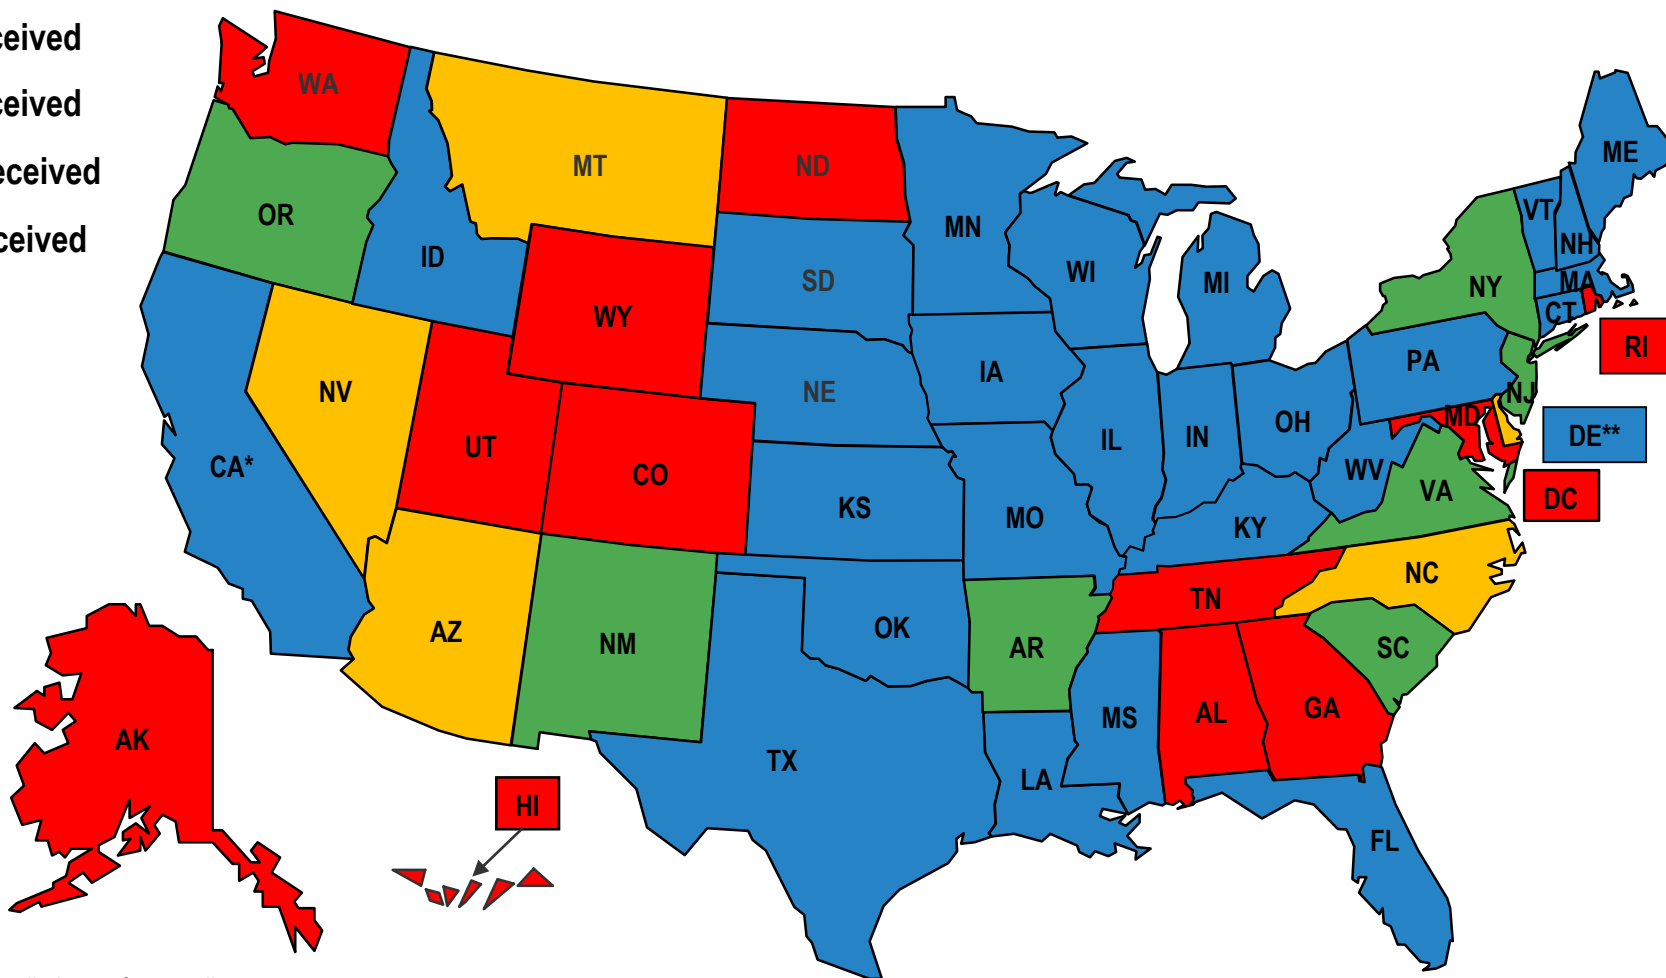 ceived
ceived
eceived
ceived
WA
MT
ND
ME
OR
VT
MN
NH
ID
WI
SD
MI
MA
NY
WY
CT
RI
PA
IA
NV
NE
NJ
MD
OH
DE**
IN
IL
UT
CA*
WV
CO
VA
DC
KS
MO
KY
NC
TN
AZ
OK
NM
AR
SC
GA
AL
MS
AK
TX
LA
HI
FL